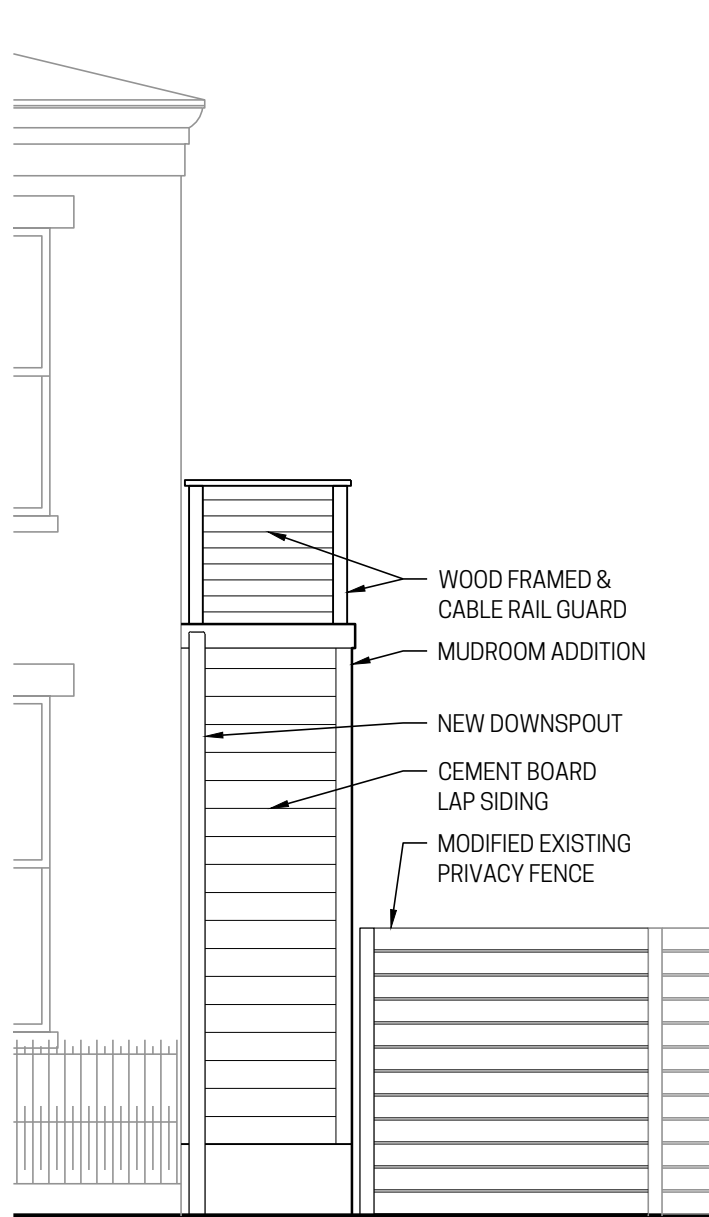 WOOD FRAMED &
CABLE RAIL GUARD
MUDROOM ADDITION
NEW DOWNSPOUT
CEMENT BOARD
LAP SIDING
MODIFIED EXISTING
PRIVACY FENCE